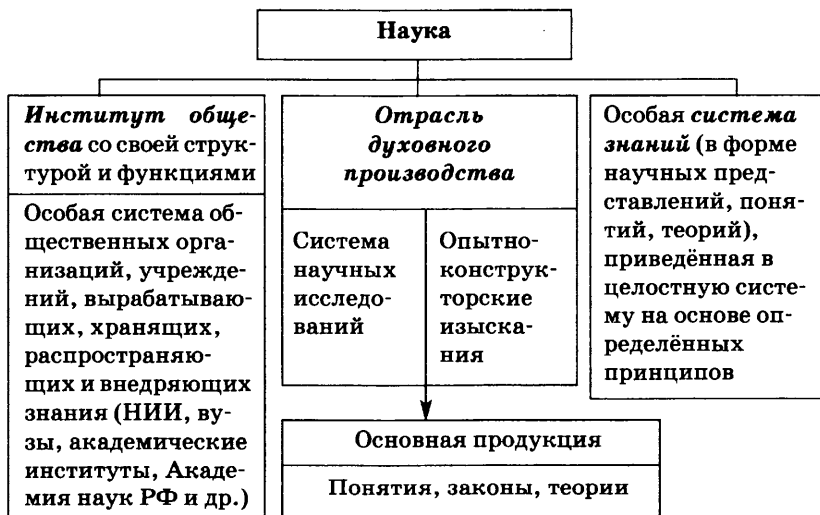 Наука
Институт обще-
ства со своей струк-
турой и функциями
Особая система об-
щественных орга-
низаций, учрежде-
ний, вырабатываю-
щих, хранящих,
распространяю-
щих и внедряющих
знания (НИИ, ву-
зы, академические
институты, Акаде-
мия наук РФ и др.)
Отрасль
духовного
производства
Система
научных
исследо-
ваний
Опытно-
конструк-
торские
изыска-
ния
Основная продукция
Понятия, законы, теории
Особая система
знаний (в форме
научных пред-
ставлений, поня-
тий, теорий),
приведённая в
целостную систе-
му на основе оп-
ределённых
принципов